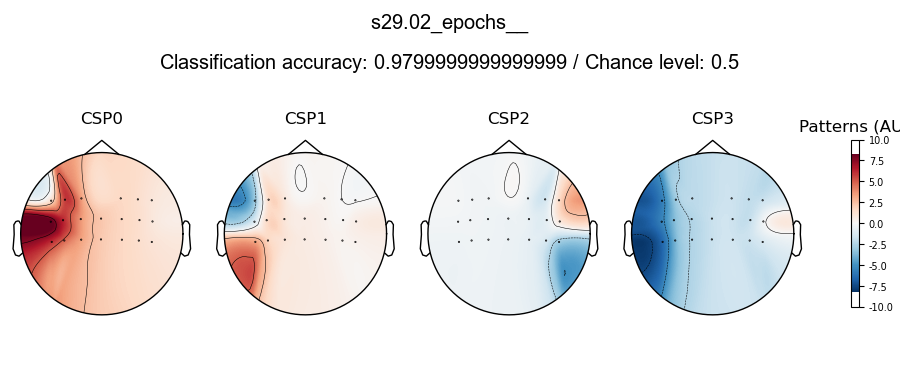 s29.02_epochs__
Classification accuracy: 0.9799999999999999 / Chance level: 0.5
CSP0 CSP1 CSP2 CSP3
Patterns (AU
10.0
7.5
5.0
2.5
0.0
-2.5
-5.0
-7.5
-10.0